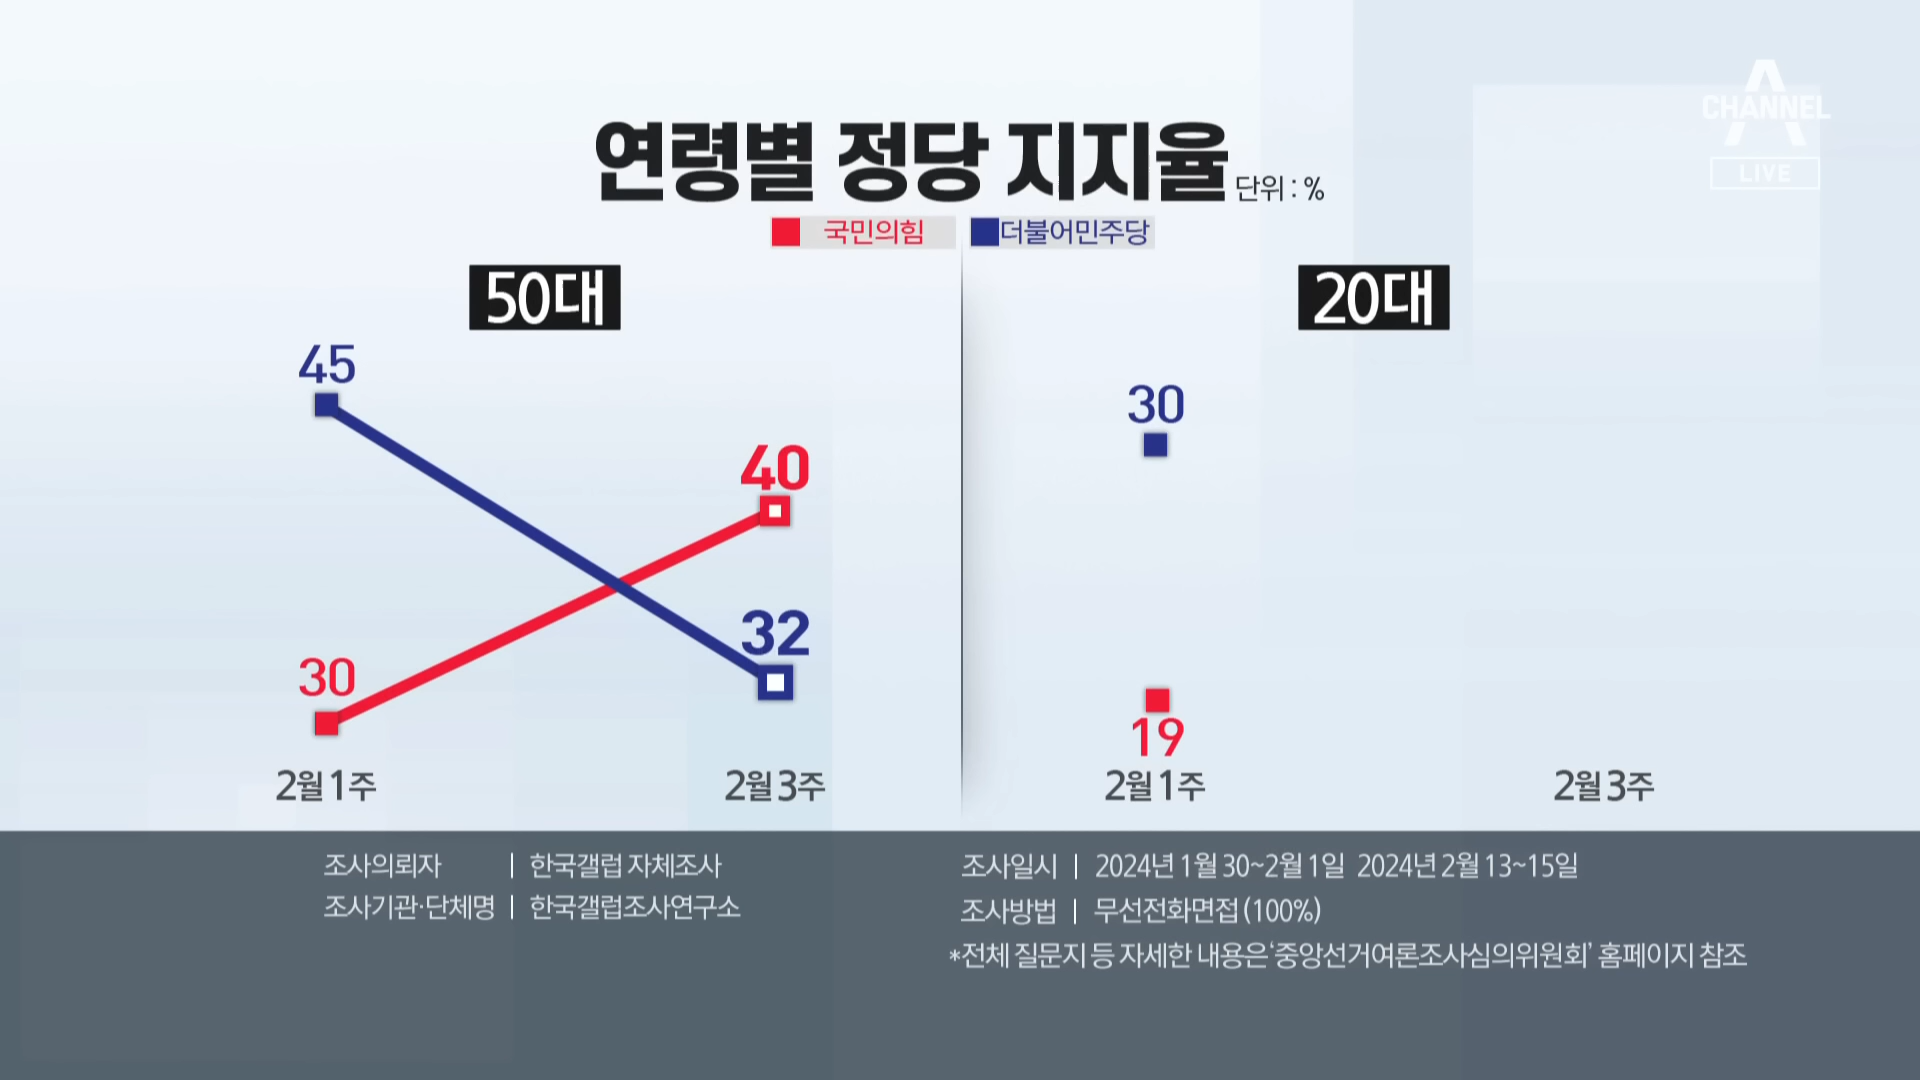 CHANNEL A
LIVE
연령별 정당 지지율 단위 : %
국민의힘 더불어민주당
50대
45
40
30
32
2월 1주 2월 3주
20대
30
19
2월 1주 2월 3주
조사의뢰자 | 한국갤럽 자체조사
조사기관·단체명 | 한국갤럽조사연구소
조사일시 | 2024년 1월 30~2월 1일 2024년 2월 13~15일
조사방법 | 무선전화면접 (100%)
*전체 질문지 등 자세한 내용은 ‘중앙선거여론조사심의위원회’ 홈페이지 참조